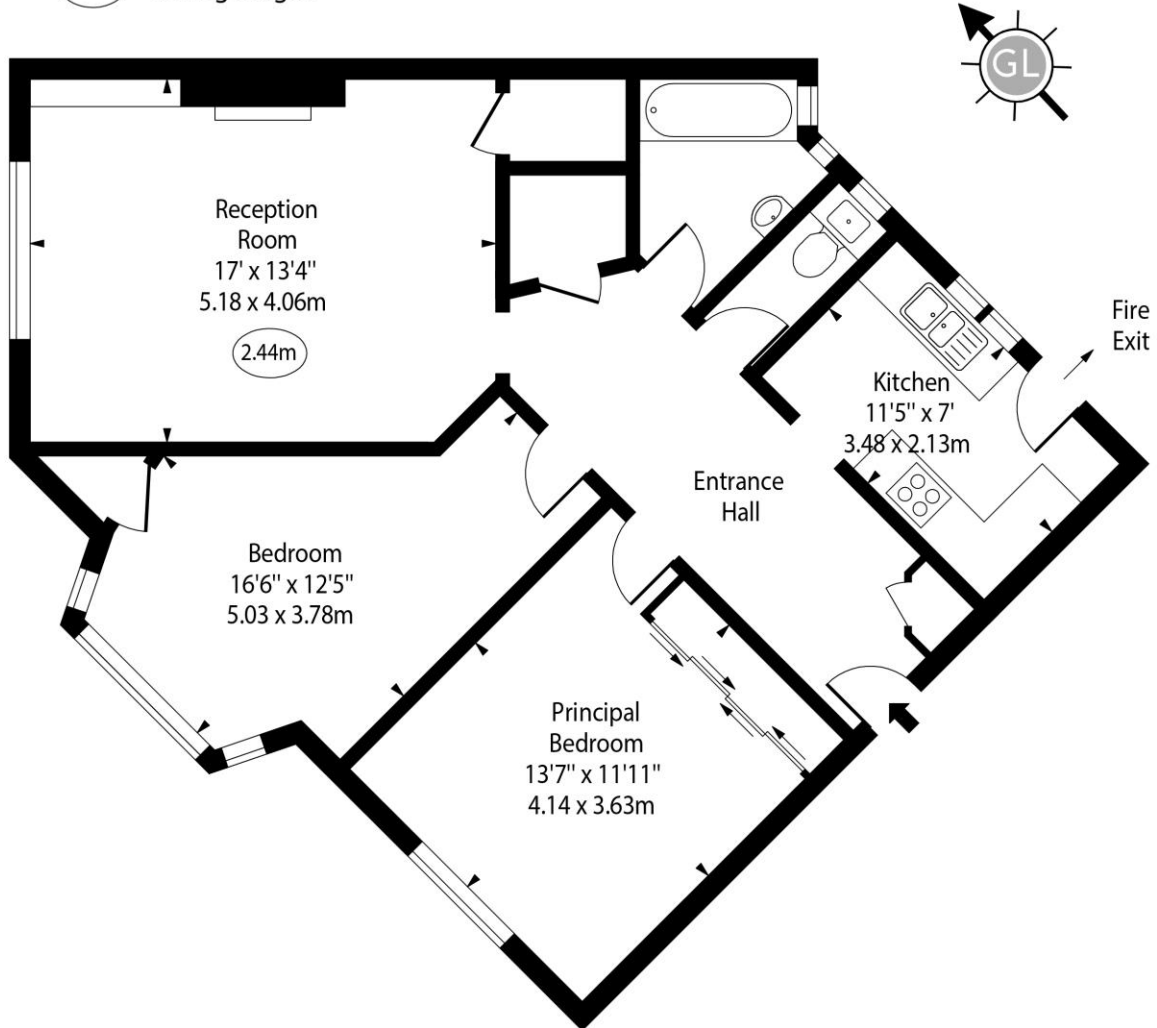 GL
Reception
Room
17' x 13'4"
5.18 x 4.06m
2.44m
Fire
Exit
Kitchen
11'5" x 7'
3.48 x 2.13m
Entrance
Hall
Bedroom
16'6" x 12'5"
5.03 x 3.78m
Principal
Bedroom
13'7" x 11'11"
4.14 x 3.63m